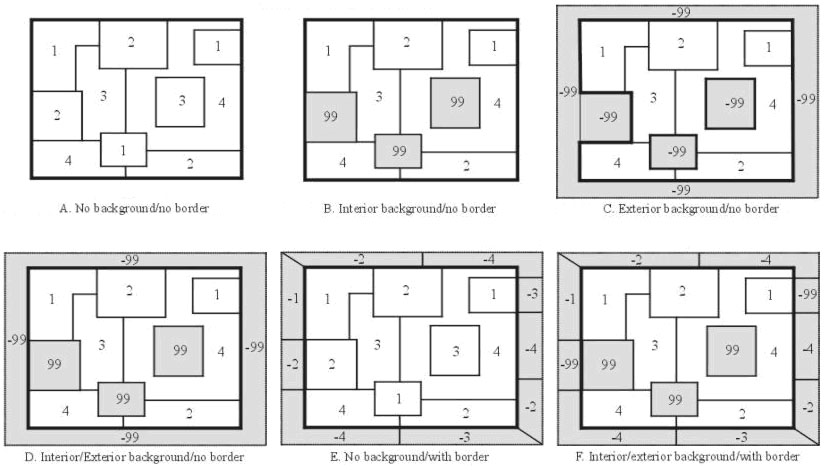 1 2 1
3 3 4
2
4 1 2
A. No background/no border
1 2 1
3 99 4
99
4 99 2
B. Interior background/no border
-99
1 2 1
-99 3 -99 4 -99
-99
4 -99 2
-99
C. Exterior background/no border
-99
1 2 1
-99 3 99 4 -99
99
4 99 2
-99
D. Interior/Exterior background/no border
-2 -4
-1 1 2 1 -3
3 3 4 -4
-2 2
4 1 2 -2
-4 -3
E. No background/with border
-2 -4
-1 1 2 1 -99
3 99 4 -4
-99 99
4 99 2 -2
-4 -3
F. Interior/exterior background/with border